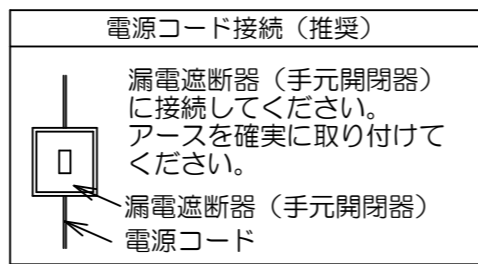 電源コード接続（推奨）
漏電遮断器（手元開閉器）
に接続してください。
アースを確実に取り付けて
ください。
漏電遮断器（手元開閉器）
電源コード